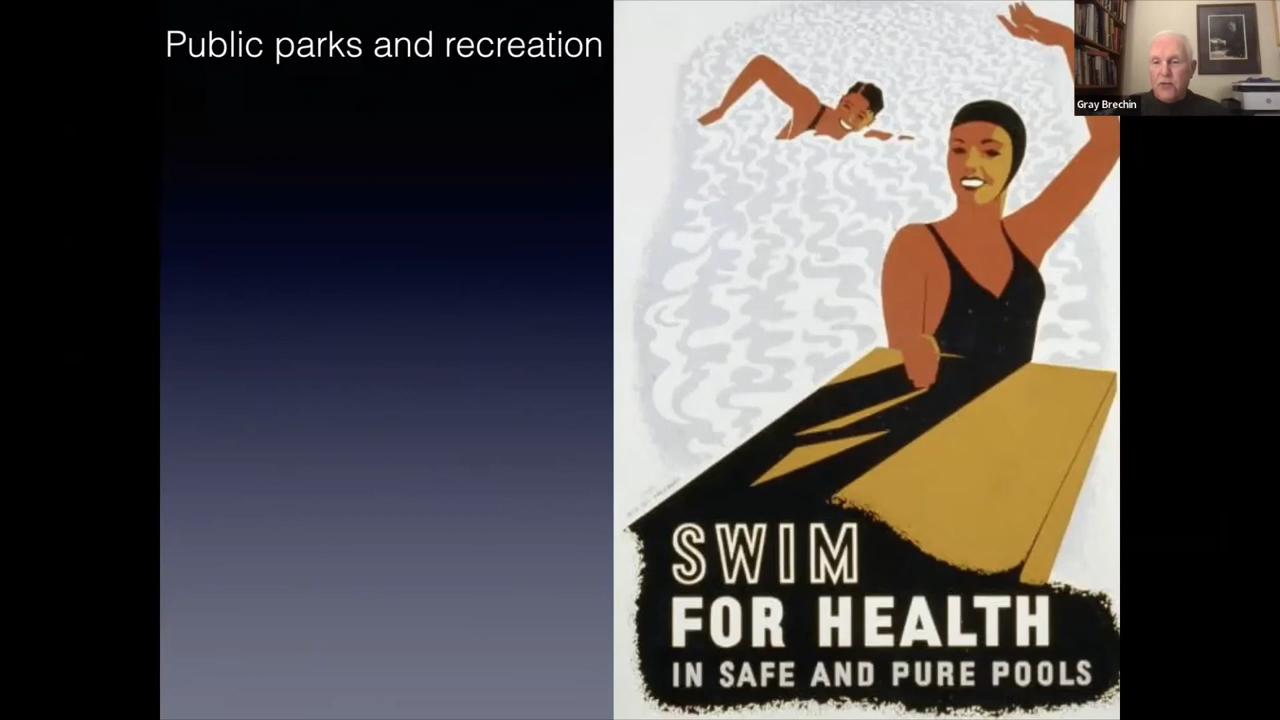 Public parks and recreation
Gray Brechin
SWIM
FOR HEALTH
IN SAFE AND PURE POOLS